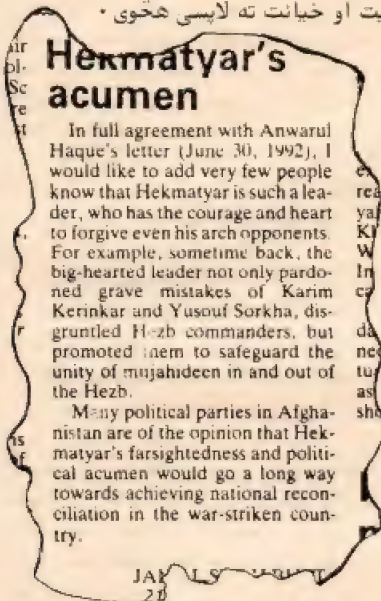 او خیانت ته لاپسی هڅوی ·
Hekmatyar's
acumen
In full agreement with Anwarul
Haque's letter (June 30, 1992), I
would like to add very few people
know that Hekmatyar is such a lea-
der, who has the courage and heart
to forgive even his arch opponents.
For example, sometime back, the
big-hearted leader not only pardo-
ned grave mistakes of Karim
Kerinkar and Yusouf Sorkha, dis-
gruntled Hezb commanders, but
promoted them to safeguard the
unity of mujahideen in and out of
the Hezb.
Many political parties in Afgha-
nistan are of the opinion that Hek-
matyar's farsightedness and politi-
cal acumen would go a long way
towards achieving national recon-
ciliation in the war-striken coun-
try.